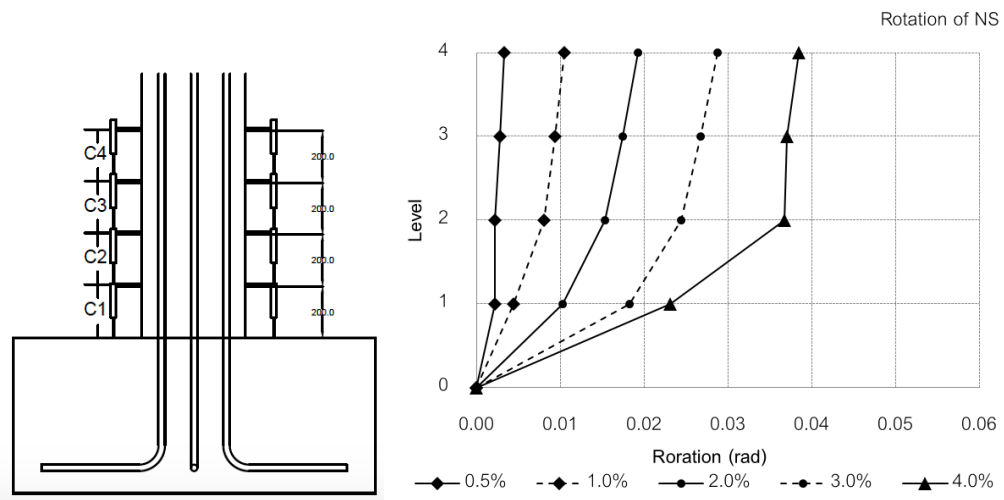 Rotation of NS
C4
200.0
C3
200.0
C2
200.0
C1
200.0
Level
4
3
2
1
0
0.00 0.01 0.02 0.03 0.04 0.05 0.06
Roration (rad)
0.5% 1.0% 2.0% 3.0% 4.0%